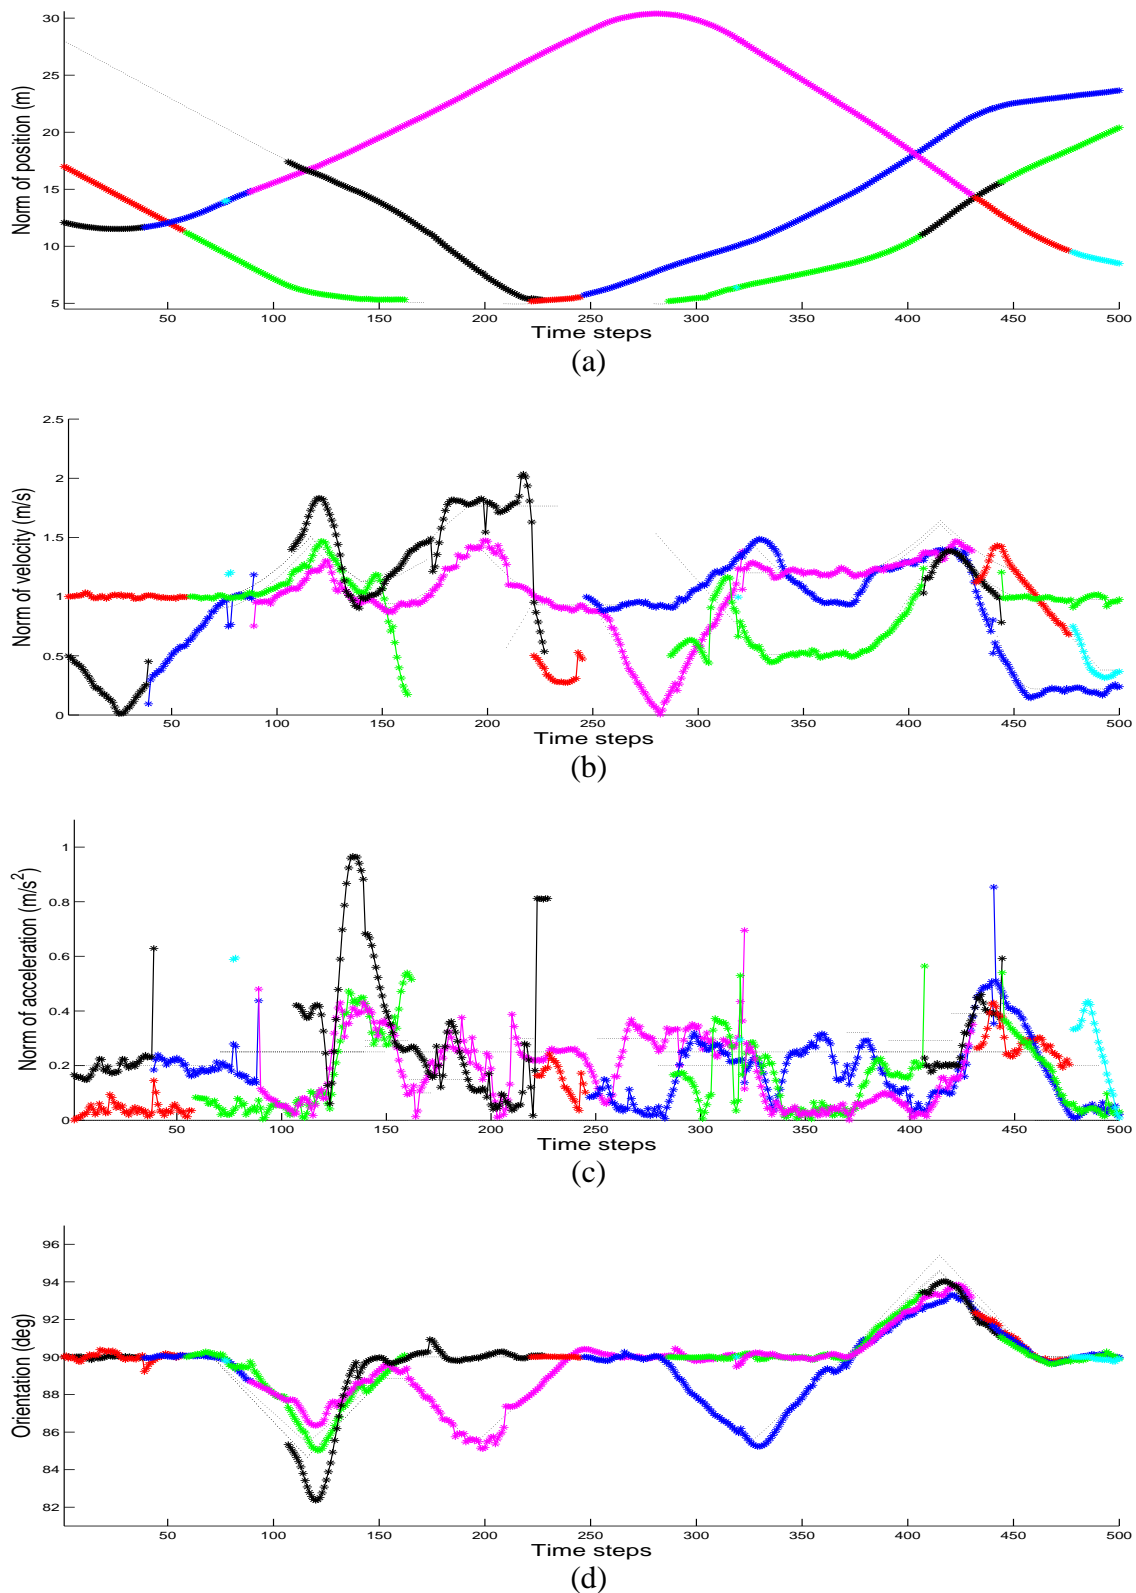 30
25
20
15
10
5
Norm of position (m)
50 100 150 200 250 300 350 400 450 500
Time steps
(a)
2.5
2
1.5
1
0.5
0
Norm of velocity (m/s)
50 100 150 200 250 300 350 400 450 500
Time steps
(b)
1
0.8
0.6
0.4
0.2
0
Norm of acceleration (m/s²)
50 100 150 200 250 300 350 400 450 500
Time steps
(c)
96
94
92
90
88
86
84
82
Orientation (deg)
50 100 150 200 250 300 350 400 450 500
Time steps
(d)